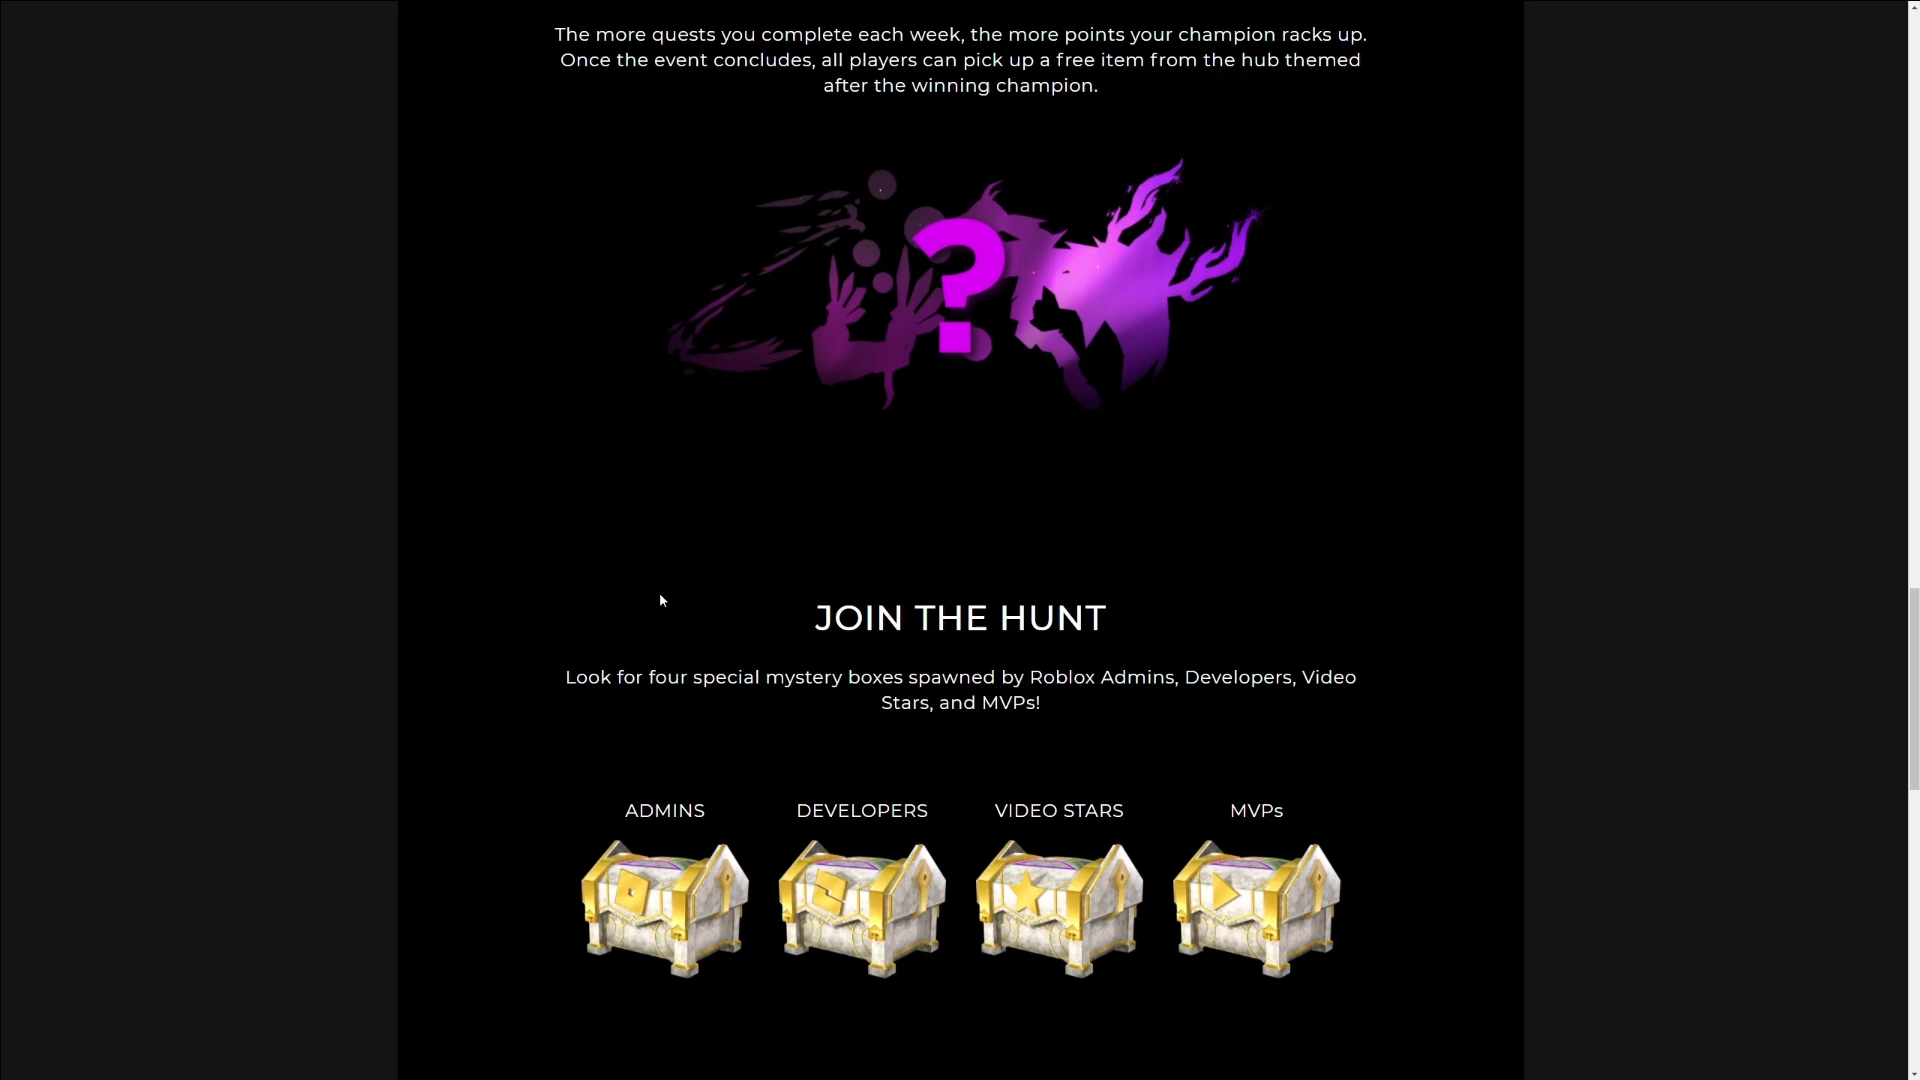 The more quests you complete each week, the more points your champion racks up.
Once the event concludes, all players can pick up a free item from the hub themed
after the winning champion.
?
JOIN THE HUNT
Look for four special mystery boxes spawned by Roblox Admins, Developers, Video
Stars, and MVPs!
ADMINS DEVELOPERS VIDEO STARS MVPs